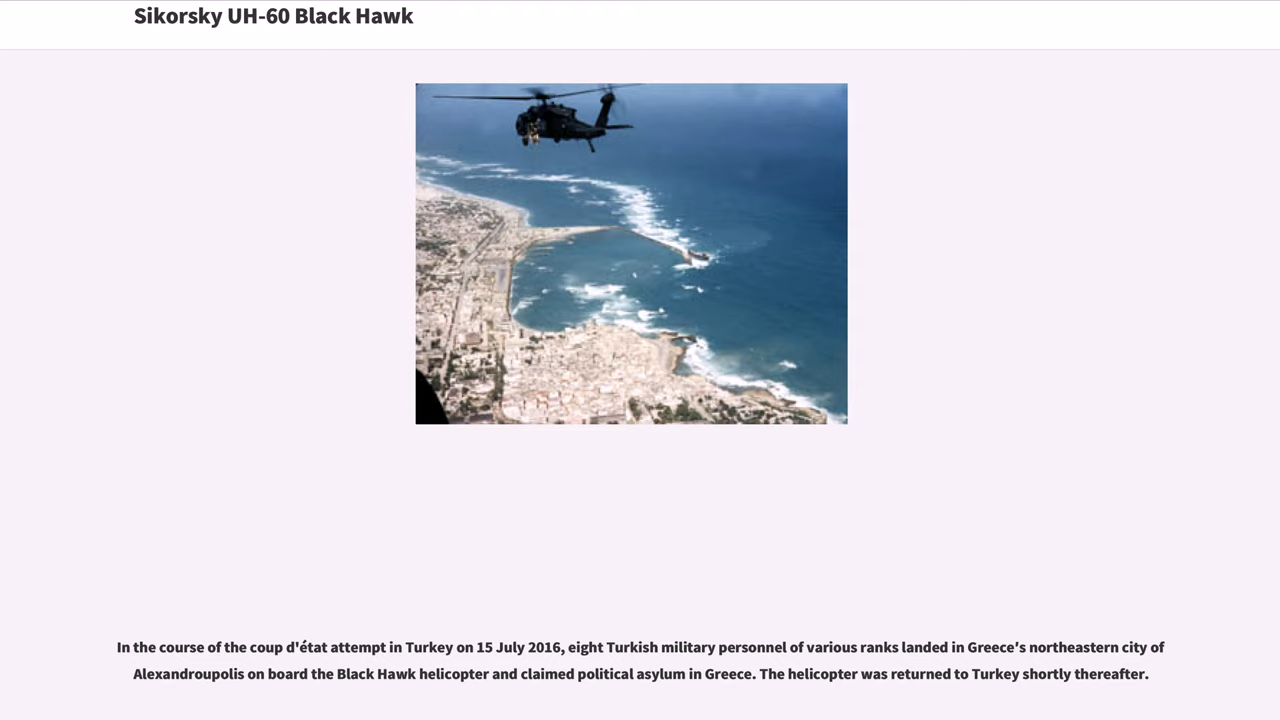 Sikorsky UH-60 Black Hawk
In the course of the coup d'état attempt in Turkey on 15 July 2016, eight Turkish military personnel of various ranks landed in Greece′s northeastern city of
Alexandroupolis on board the Black Hawk helicopter and claimed political asylum in Greece. The helicopter was returned to Turkey shortly thereafter.